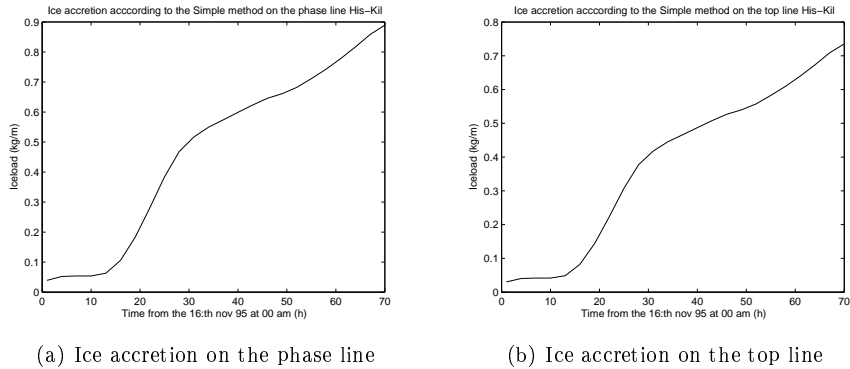 Ice accretion acccording to the Simple method on the phase line His−Kil
0.9
0.8
0.7
0.6
0.5
0.4
0.3
0.2
0.1
0
Iceload (kg/m)
0 10 20 30 40 50 60 70
Time from the 16:th nov 95 at 00 am (h)
(a) Ice accretion on the phase line
Ice accretion acccording to the Simple method on the top line His−Kil
0.8
0.7
0.6
0.5
0.4
0.3
0.2
0.1
0
Iceload (kg/m)
0 10 20 30 40 50 60 70
Time from the 16:th nov 95 at 00 am (h)
(b) Ice accretion on the top line